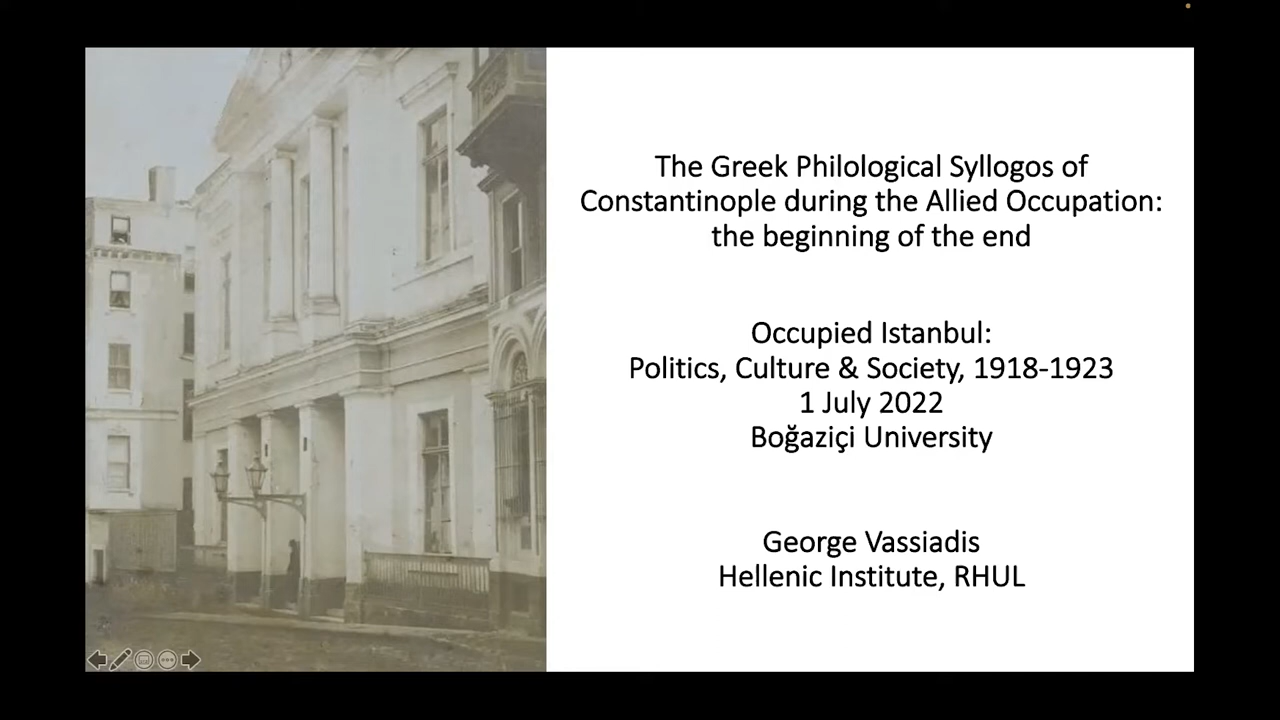 The Greek Philological Syllogos of
Constantinople during the Allied Occupation:
the beginning of the end
Occupied Istanbul:
Politics, Culture & Society, 1918-1923
1 July 2022
Boğaziçi University
George Vassiadis
Hellenic Institute, RHUL